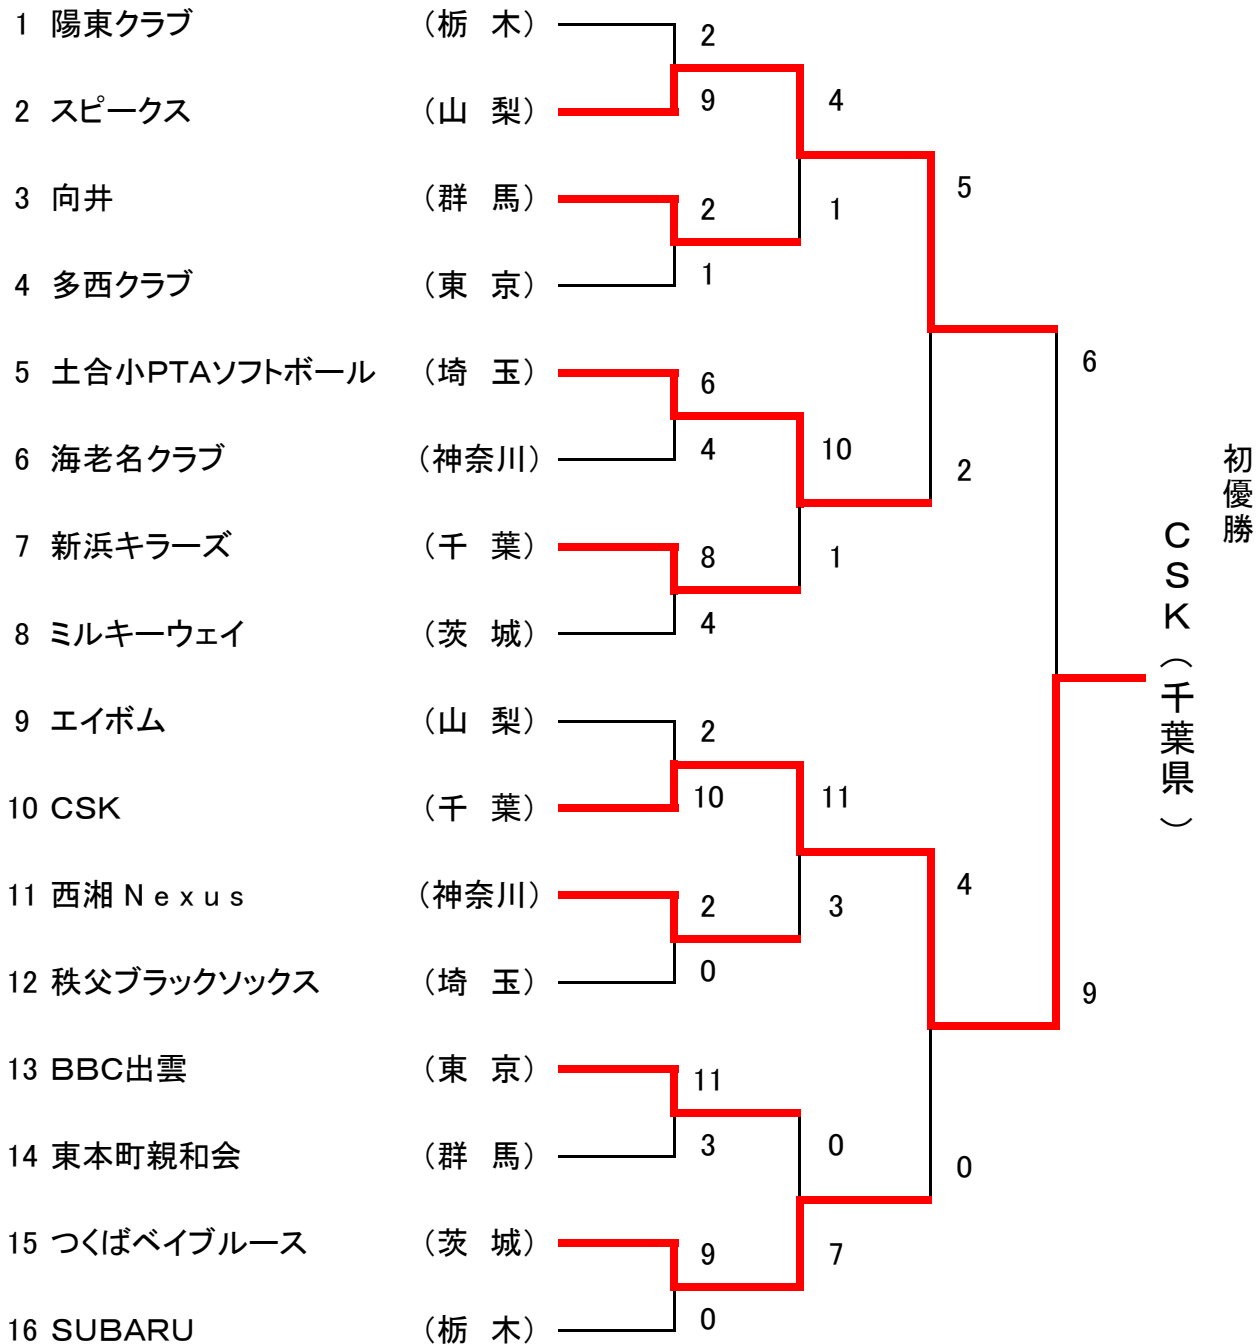 1 陽東クラブ （栃 木）
2
9
2 スピークス （山 梨）
4
3 向井 （群 馬）
2
1
5
4 多西クラブ （東 京）
1
5 土合小PTAソフトボール （埼 玉）
6
6
6 海老名クラブ （神奈川）
4
10
2
7 新浜キラーズ （千 葉）
8
1
8 ミルキーウェイ （茨 城）
4
初優勝
CSK（千葉県）
9 エイボム （山 梨）
2
10 CSK （千 葉）
10
11
11 西湘 Ｎｅｘｕｓ （神奈川）
2
3
4
12 秩父ブラックソックス （埼 玉）
0
9
13 BBC出雲 （東 京）
11
14 東本町親和会 （群 馬）
3
0
0
15 つくばベイブルース （茨 城）
9
7
16 SUBARU （栃 木）
0